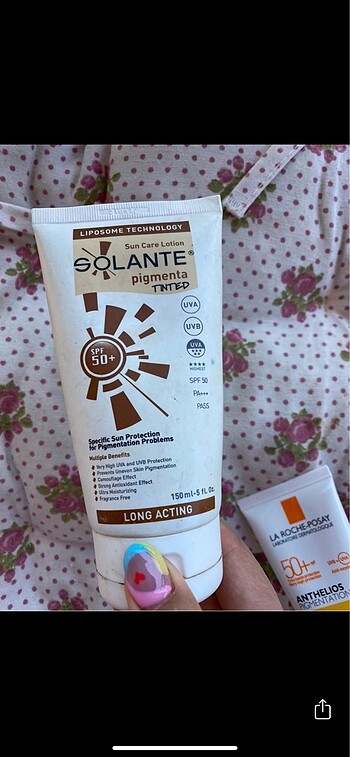 LIPOSOME TECHNOLOGY
Sun Care Lotion
SOLANTE
pigmenta
TINTED
UVA
UVB
UVA
SPF
50+
HIGHEST
SPF 50
PA+++
PASS
Specific Sun Protection
for Pigmentation Problems
Multiple Benefits
Very High UVA and UVB Protection
Prevents Uneven Skin Pigmentation
Camouflage Effect
Strong Antioxidant Effect
Ultra Moisturizing
Fragrance Free
150 ml-5 fl. Oz.
LONG ACTING
LA ROCHE-POSAY
LABORATOIRE DERMATOLOGIQUE
50+
ANTHELIOS
PIGMENTATION